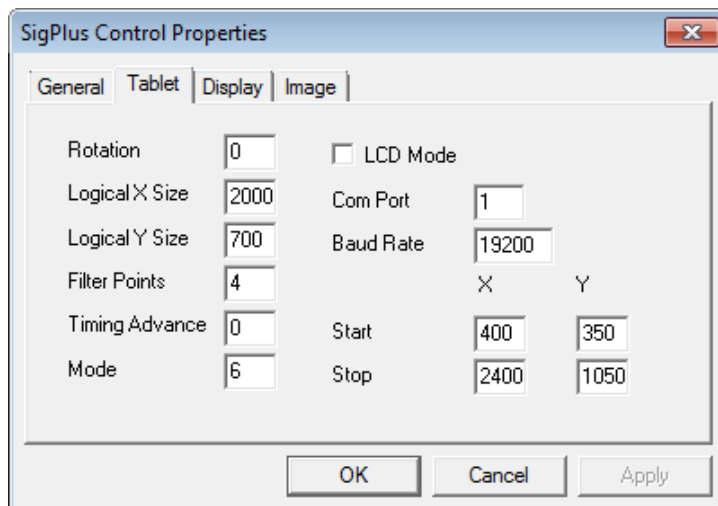 SigPlus Control Properties
General Tablet Display Image
Rotation 0 LCD Mode
Logical X Size 2000 Com Port 1
Logical Y Size 700 Baud Rate 19200
Filter Points 4 X Y
Timing Advance 0 Start 400 350
Mode 6 Stop 2400 1050
OK Cancel Apply